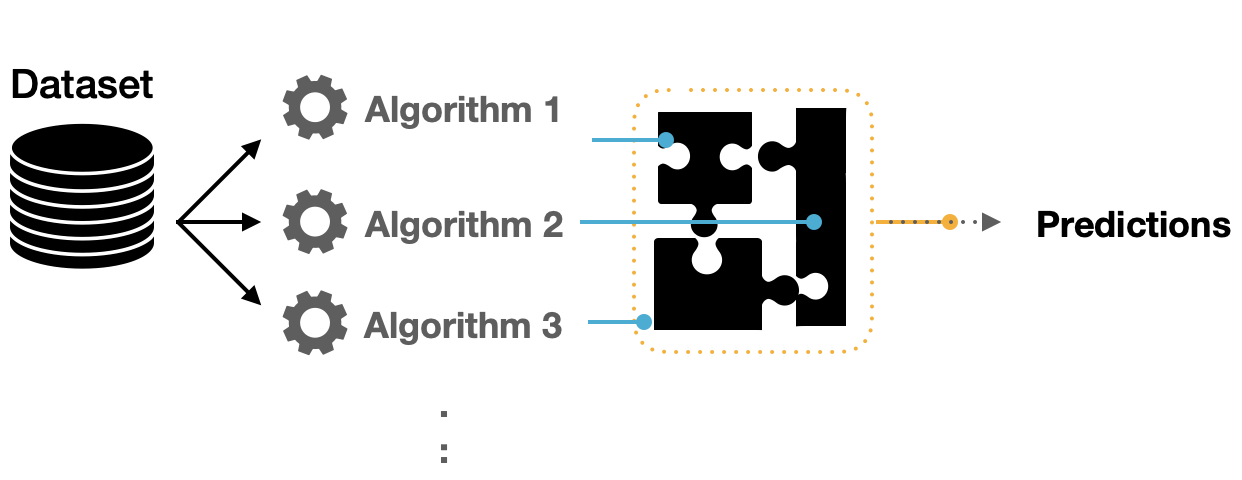 Dataset
Algorithm 1
Algorithm 2
Algorithm 3
Predictions